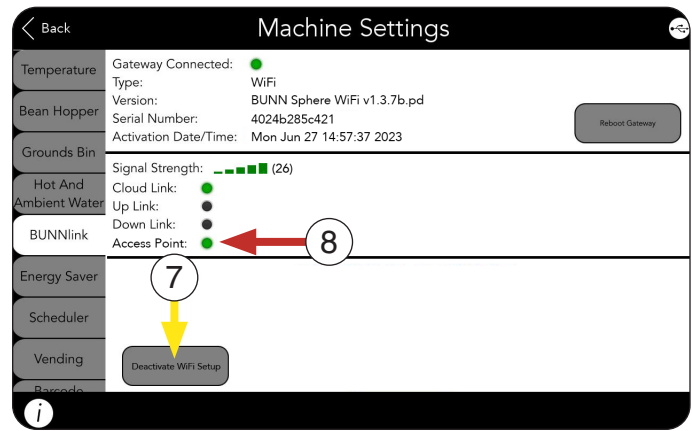 Back
Machine Settings
Temperature
Bean Hopper
Grounds Bin
Hot And
Ambient Water
BUNNlink
Energy Saver
Scheduler
Vending
Barcode
Gateway Connected:
Type: WiFi
Version: BUNN Sphere WiFi v1.3.7b.pd
Serial Number: 4024b285c421
Activation Date/Time: Mon Jun 27 14:57:37 2023
Reboot Gateway
Signal Strength: (26)
Cloud Link:
Up Link:
Down Link:
Access Point:
8
7
Deactivate WiFi Setup
i